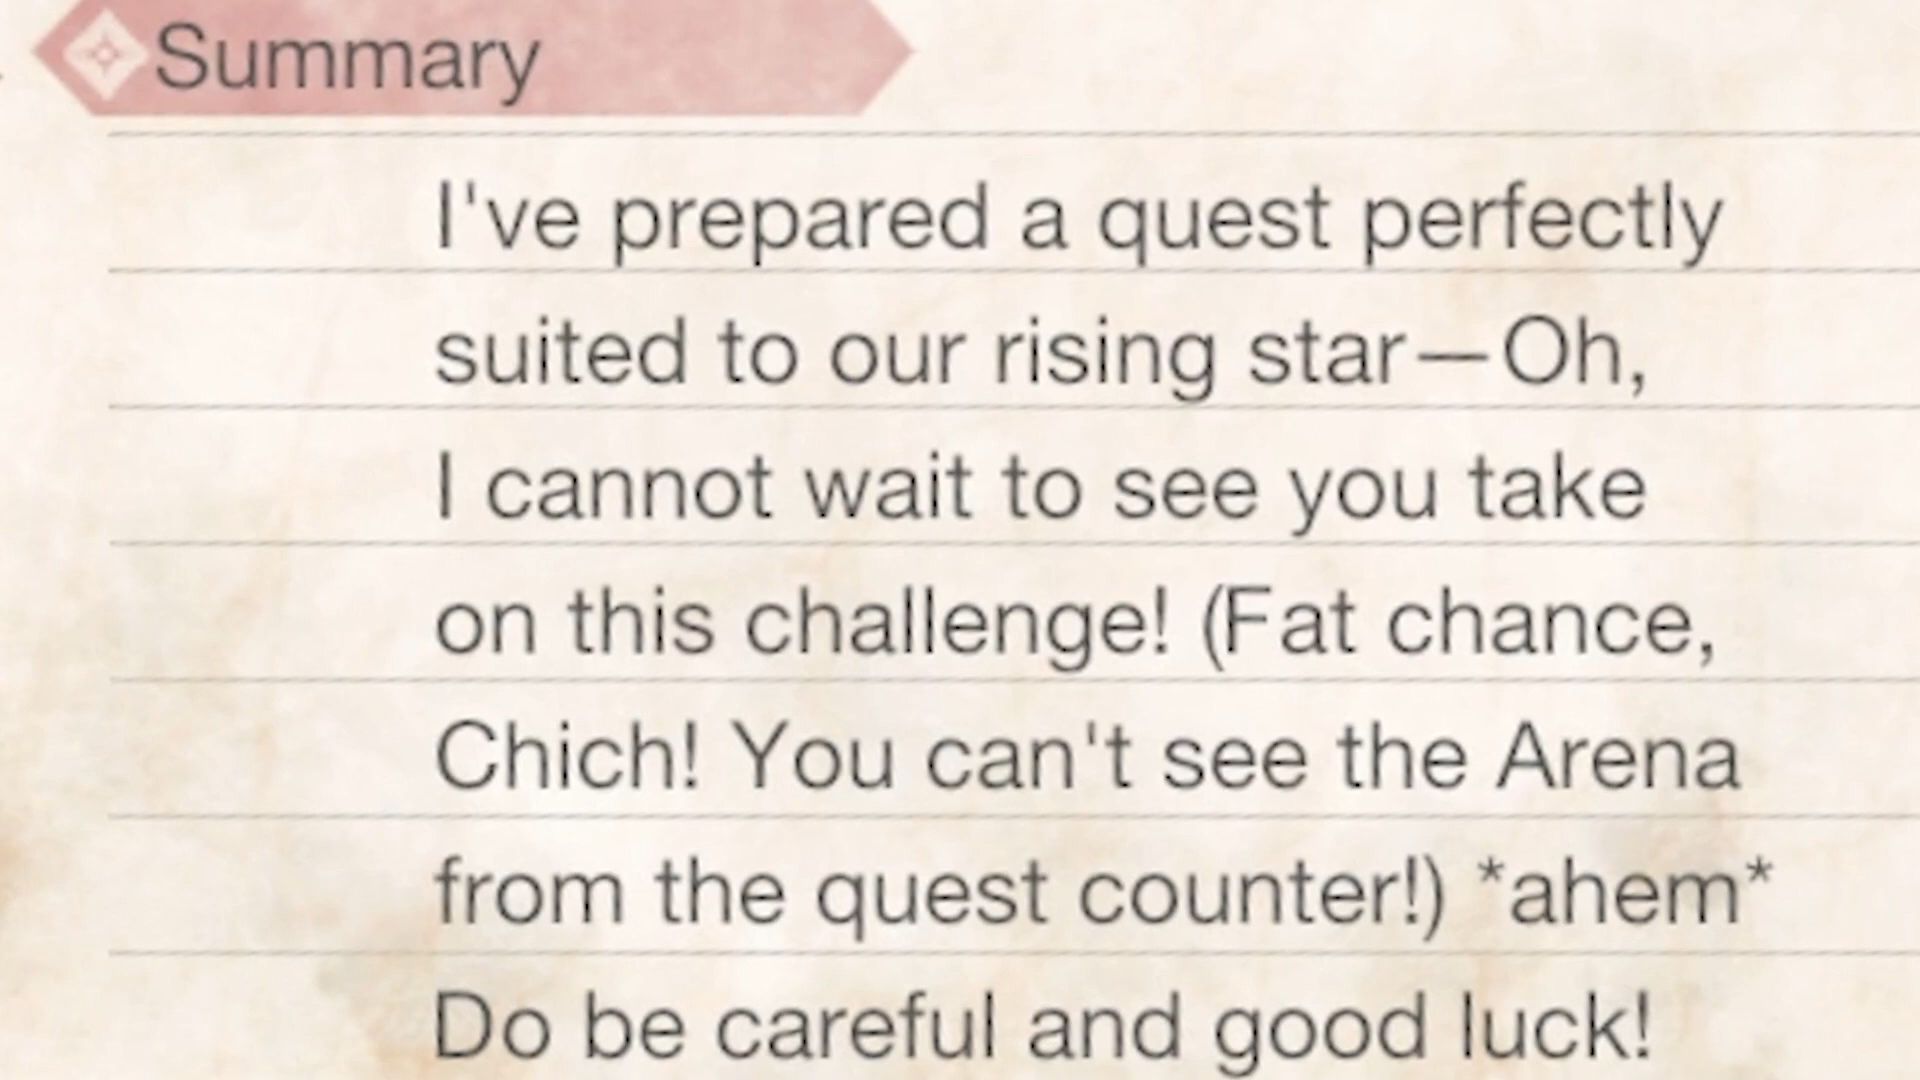 Summary
I've prepared a quest perfectly
suited to our rising star—Oh,
I cannot wait to see you take
on this challenge! (Fat chance,
Chich! You can't see the Arena
from the quest counter!) *ahem*
Do be careful and good luck!